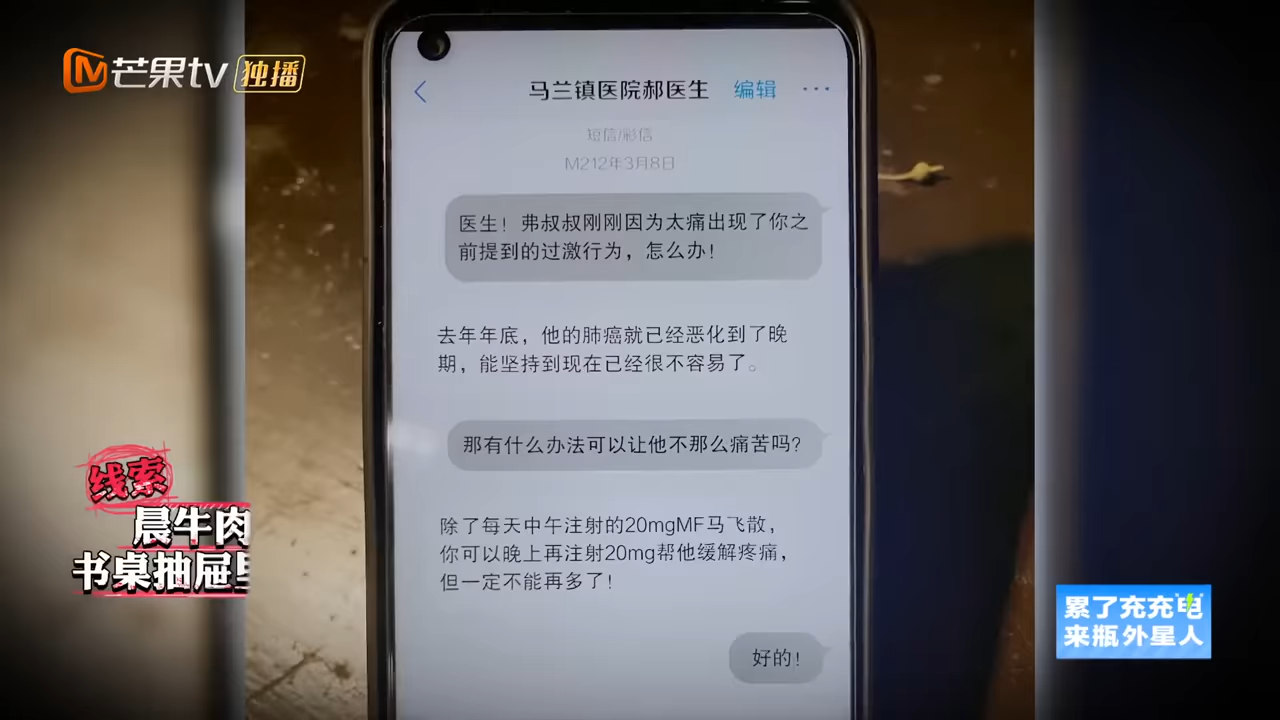 芒果tv 独播
马兰镇医院郝医生 编辑
短信/彩信
M212年3月8日
医生！弗叔叔刚刚因为太痛出现了你之
前提到的过激行为，怎么办！
去年年底，他的肺癌就已经恶化到了晚
期，能坚持到现在已经很不容易了。
那有什么办法可以让他不那么痛苦吗？
除了每天中午注射的20mgMF马飞散，
你可以晚上再注射20mg帮他缓解疼痛，
但一定不能再多了！
好的！
线索
晨牛肉
书桌抽屉里
累了充充电
来瓶外星人